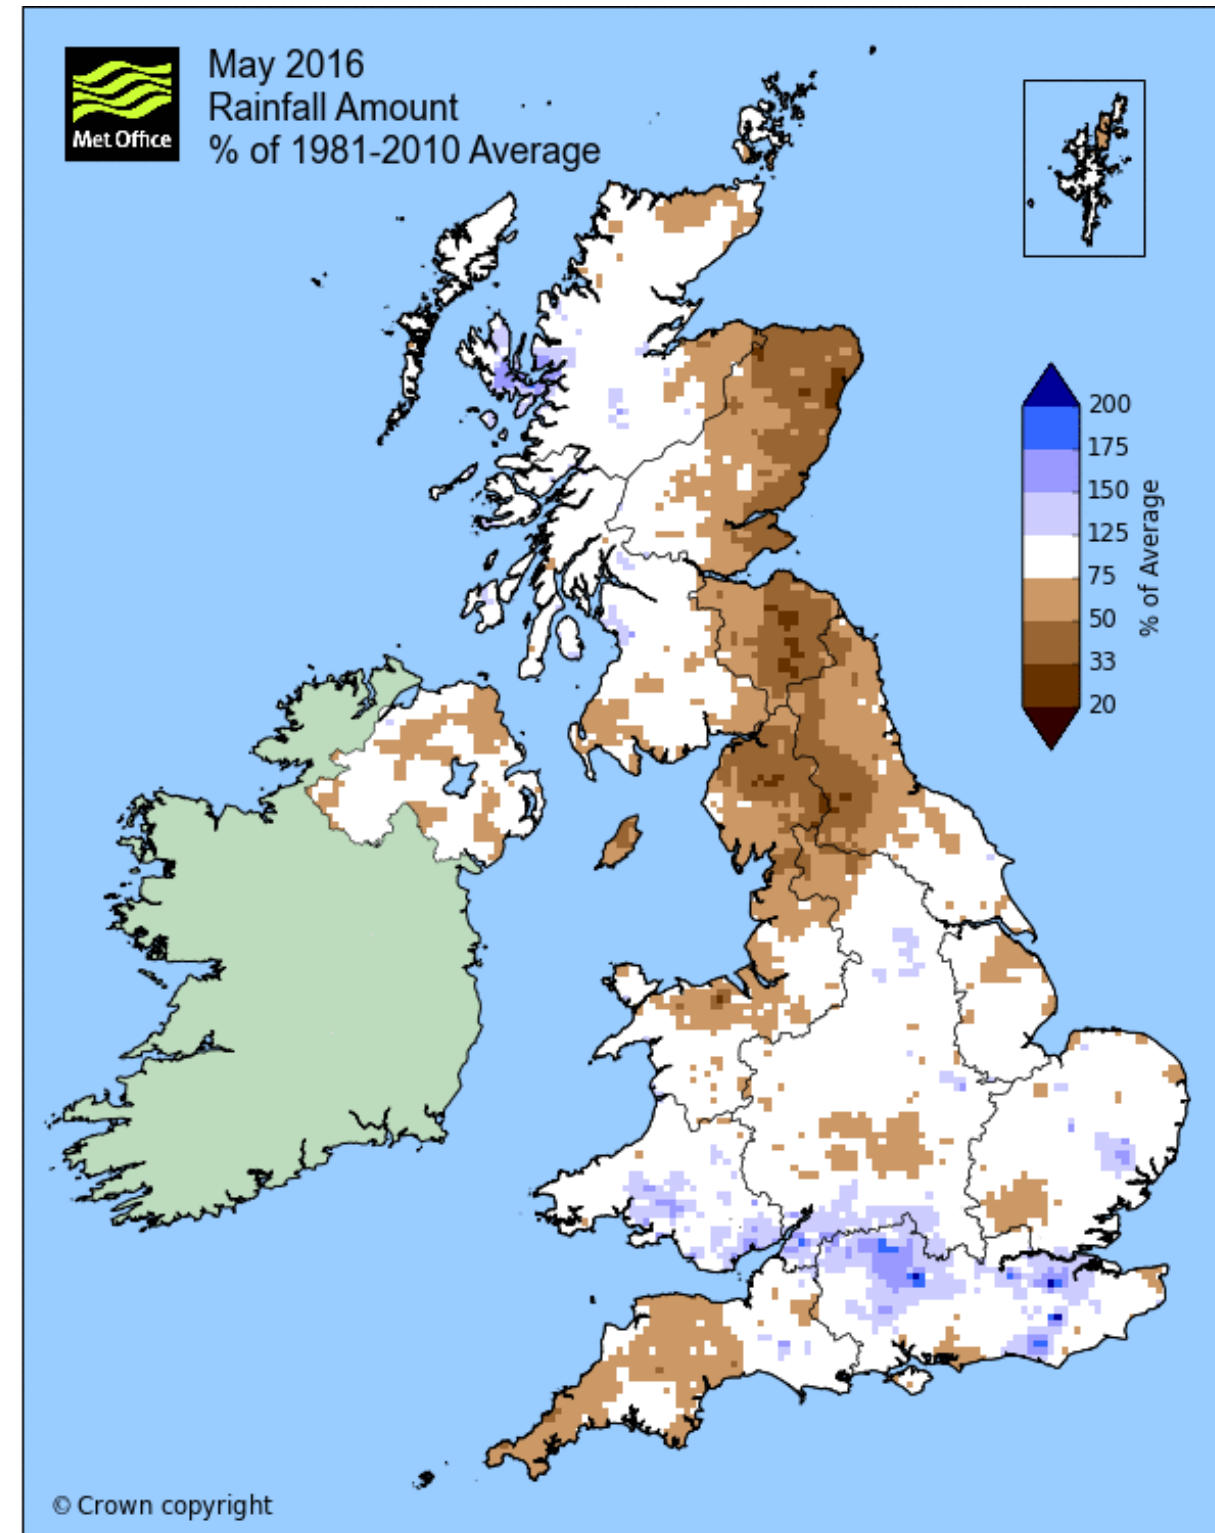 May 2016
Rainfall Amount
% of 1981-2010 Average
Met Office
200
175
150
125
75
50
33
20
% of Average
© Crown copyright